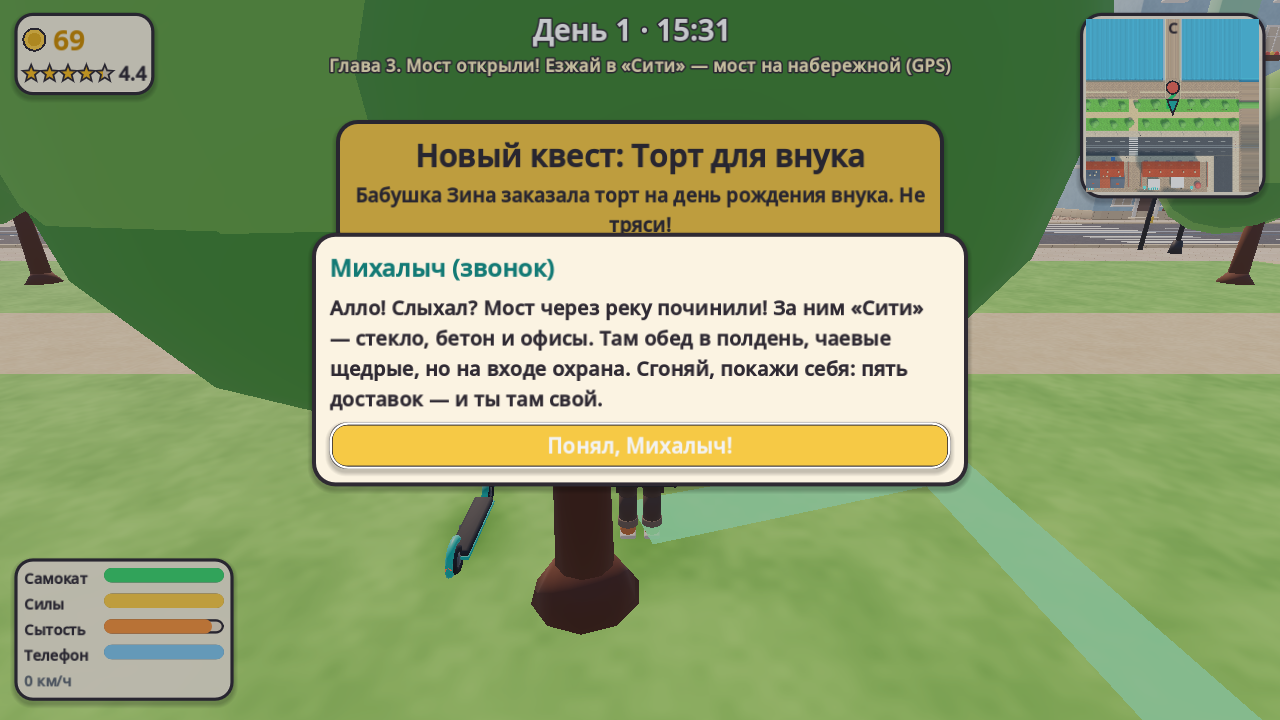 69
4.4
День 1 · 15:31
Глава 3. Мост открыли! Езжай в «Сити» — мост на набережной (GPS)
С
Новый квест: Торт для внука
Бабушка Зина заказала торт на день рождения внука. Не
тряси!
Михалыч (звонок)
Алло! Слыхал? Мост через реку починили! За ним «Сити»
— стекло, бетон и офисы. Там обед в полдень, чаевые
щедрые, но на входе охрана. Сгоняй, покажи себя: пять
доставок — и ты там свой.
Понял, Михалыч!
Самокат
Силы
Сытость
Телефон
0 км/ч